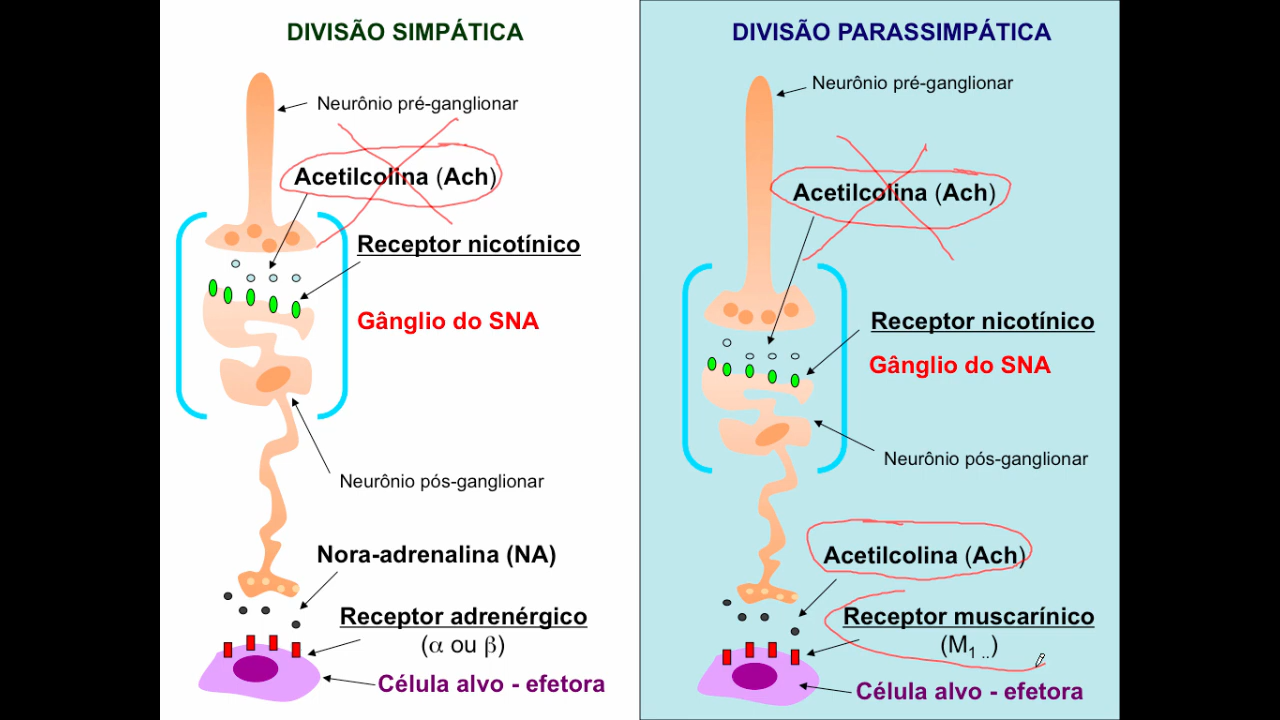 DIVISÃO SIMPÁTICA
Neurônio pré-ganglionar
Acetilcolina (Ach)
Receptor nicotínico
Gânglio do SNA
Neurônio pós-ganglionar
Nora-adrenalina (NA)
Receptor adrenérgico
(α ou β)
Célula alvo - efetora
DIVISÃO PARASSIMPÁTICA
Neurônio pré-ganglionar
Acetilcolina (Ach)
Receptor nicotínico
Gânglio do SNA
Neurônio pós-ganglionar
Acetilcolina (Ach)
Receptor muscarínico
(M1 ..)
Célula alvo - efetora